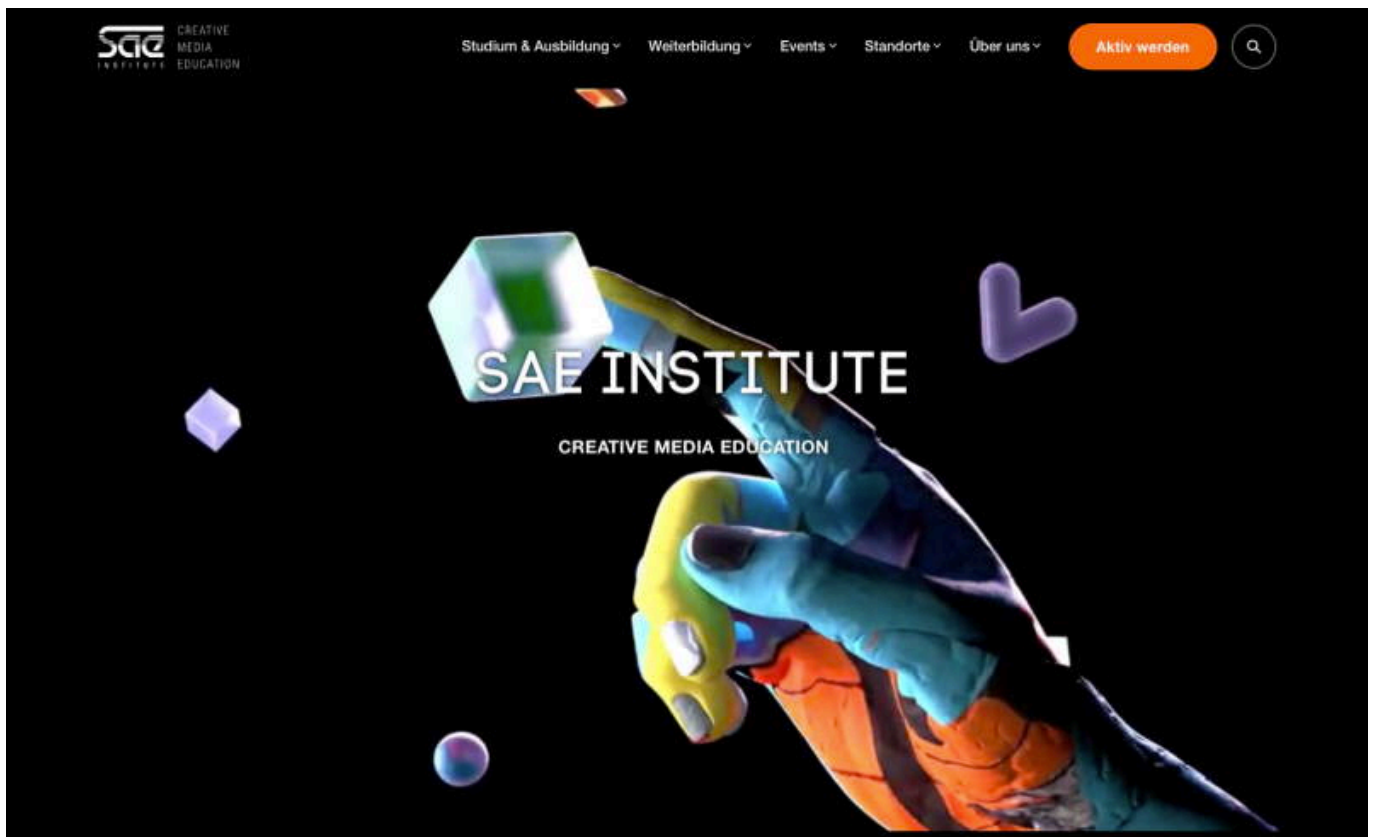 sae
INSTITUTE
CREATIVE
MEDIA
EDUCATION
Studium & Ausbildung
Weiterbildung
Events
Standorte
Über uns
Aktiv werden
SAE INSTITUTE
CREATIVE MEDIA EDUCATION